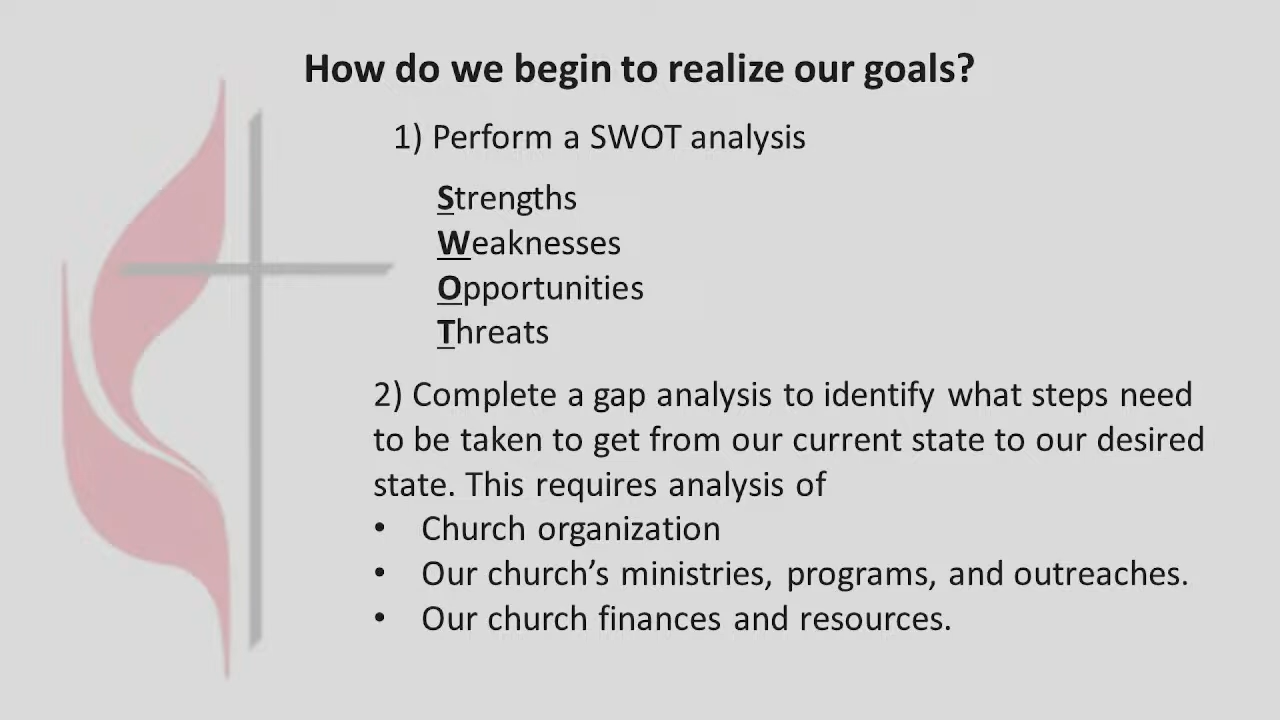 How do we begin to realize our goals?
1) Perform a SWOT analysis
Strengths
Weaknesses
Opportunities
Threats
2) Complete a gap analysis to identify what steps need
to be taken to get from our current state to our desired
state. This requires analysis of
• Church organization
• Our church’s ministries, programs, and outreaches.
• Our church finances and resources.